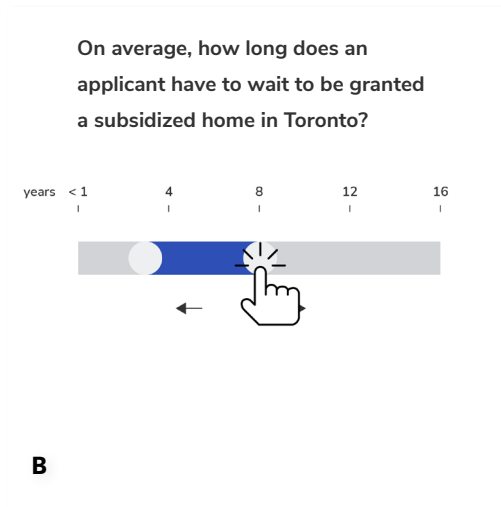 On average, how long does an
applicant have to wait to be granted
a subsidized home in Toronto?
years < 1 4 8 12 16
B